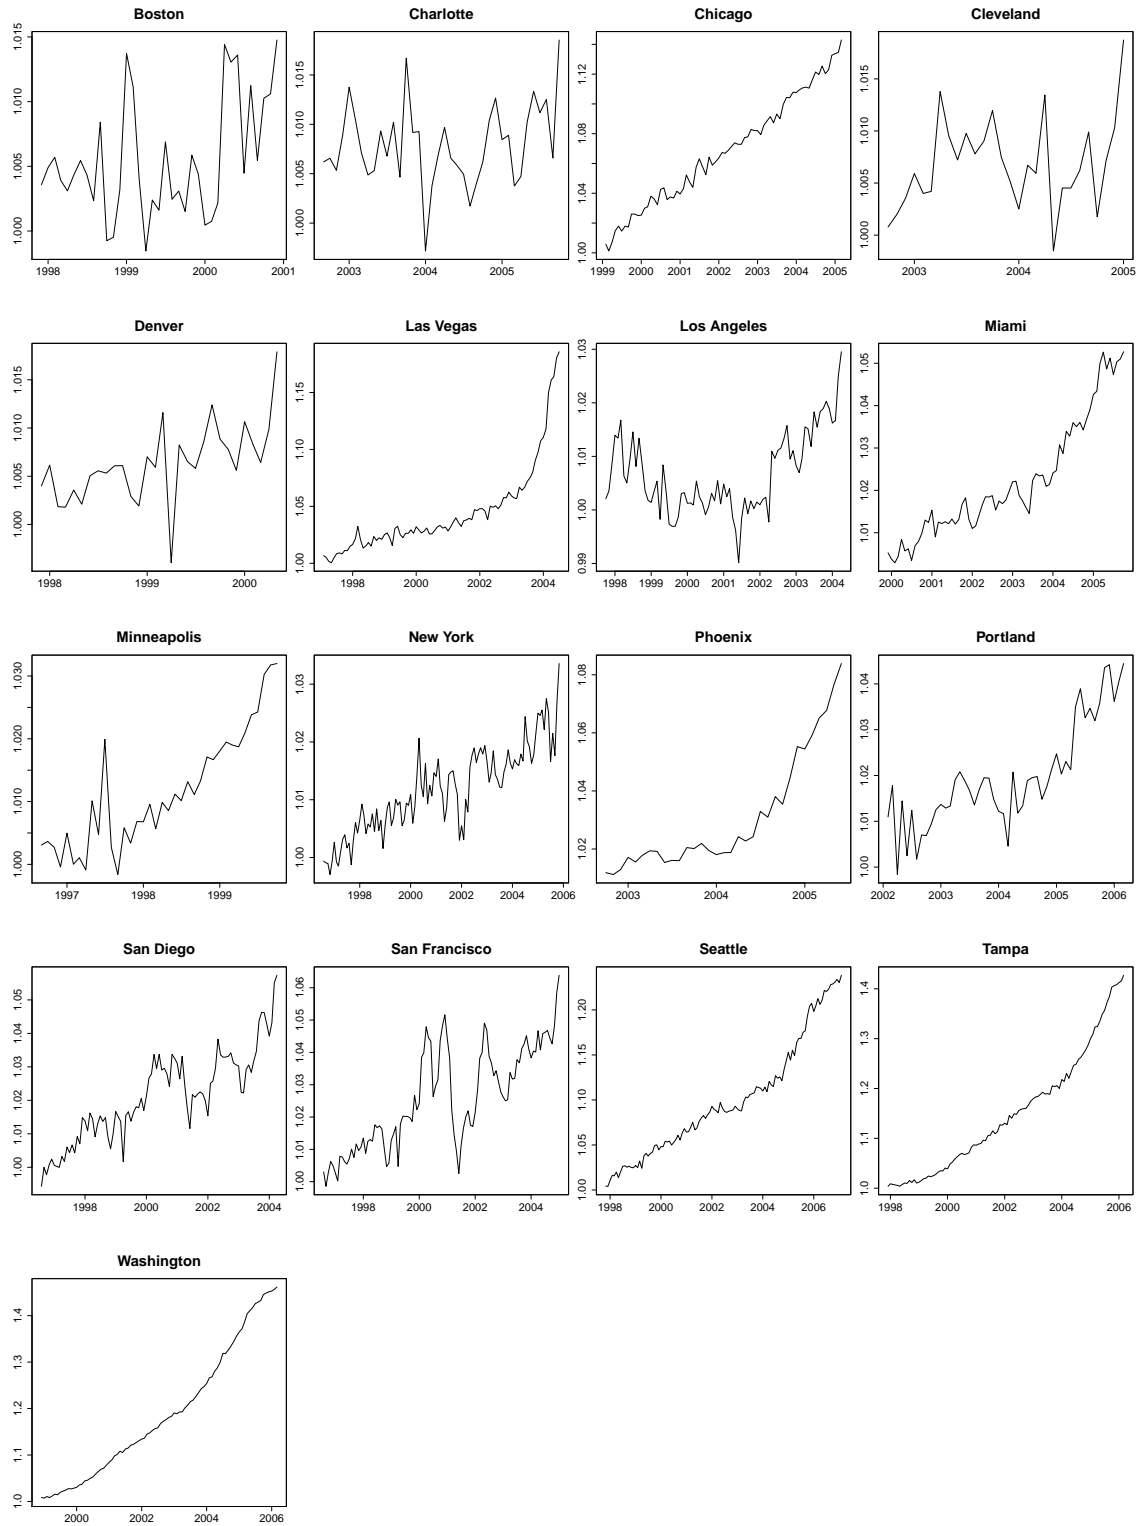 Boston
1.000 1.005 1.010 1.015
1998 1999 2000 2001
Charlotte
1.000 1.005 1.010 1.015
2003 2004 2005
Chicago
1.00 1.04 1.08 1.12
1999 2000 2001 2002 2003 2004 2005
Cleveland
1.000 1.005 1.010 1.015
2003 2004 2005
Denver
1.000 1.005 1.010 1.015
1998 1999 2000
Las Vegas
1.00 1.05 1.10 1.15
1998 2000 2002 2004
Los Angeles
0.99 1.00 1.01 1.02 1.03
1998 1999 2000 2001 2002 2003 2004
Miami
1.01 1.02 1.03 1.04 1.05
2000 2001 2002 2003 2004 2005
Minneapolis
1.000 1.010 1.020 1.030
1997 1998 1999
New York
1.00 1.01 1.02 1.03
1998 2000 2002 2004 2006
Phoenix
1.02 1.04 1.06 1.08
2003 2004 2005
Portland
1.00 1.01 1.02 1.03 1.04
2002 2003 2004 2005 2006
San Diego
1.00 1.01 1.02 1.03 1.04 1.05
1998 2000 2002 2004
San Francisco
1.00 1.01 1.02 1.03 1.04 1.05 1.06
1998 2000 2002 2004
Seattle
1.00 1.05 1.10 1.15 1.20
1998 2000 2002 2004 2006
Tampa
1.0 1.1 1.2 1.3 1.4
1998 2000 2002 2004 2006
Washington
1.0 1.1 1.2 1.3 1.4
2000 2002 2004 2006